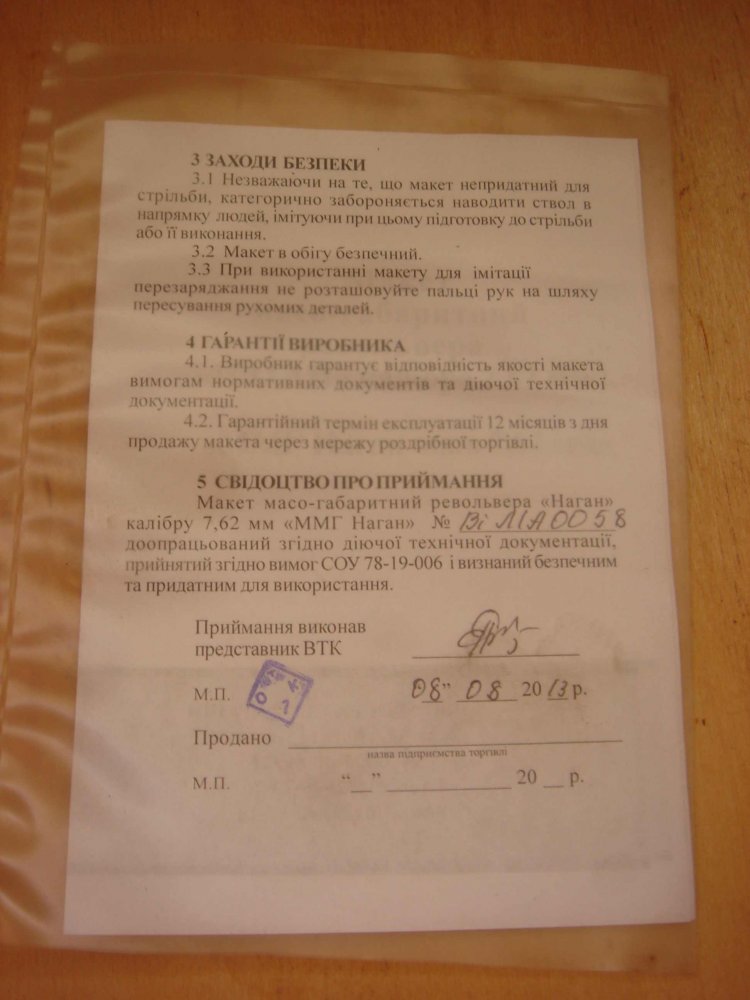 3 ЗАХОДИ БЕЗПЕКИ
3.1 Незважаючи на те, що макет непридатний для
стрільби, категорично забороняється наводити ствол в
напрямку людей, імітуючи при цьому підготовку до стрільби
або її виконання.
3.2 Макет в обігу безпечний.
3.3 При використанні макету для імітації
перезаряджання не розташовуйте пальці рук на шляху
пересування рухомих деталей.
4 ГАРАНТІЇ ВИРОБНИКА
4.1. Виробник гарантує відповідність якості макета
вимогам нормативних документів та діючої технічної
документації.
4.2. Гарантійний термін експлуатації 12 місяців з дня
продажу макета через мережу роздрібної торгівлі.
5 СВІДОЦТВО ПРО ПРИЙМАННЯ
Макет масо-габаритний револьвера «Наган»
калібру 7,62 мм «ММГ Наган» № Ві ЛІА0058
доопрацьований згідно діючої технічної документації,
прийнятий згідно вимог СОУ 78-19-006 і визнаний безпечним
та придатним для використання.
Приймання виконав
представник ВТК
М.П. 08” 08 2013 р.
Продано
назва підприємства торгівлі
М.П. “__” ____________ 20 __ р.